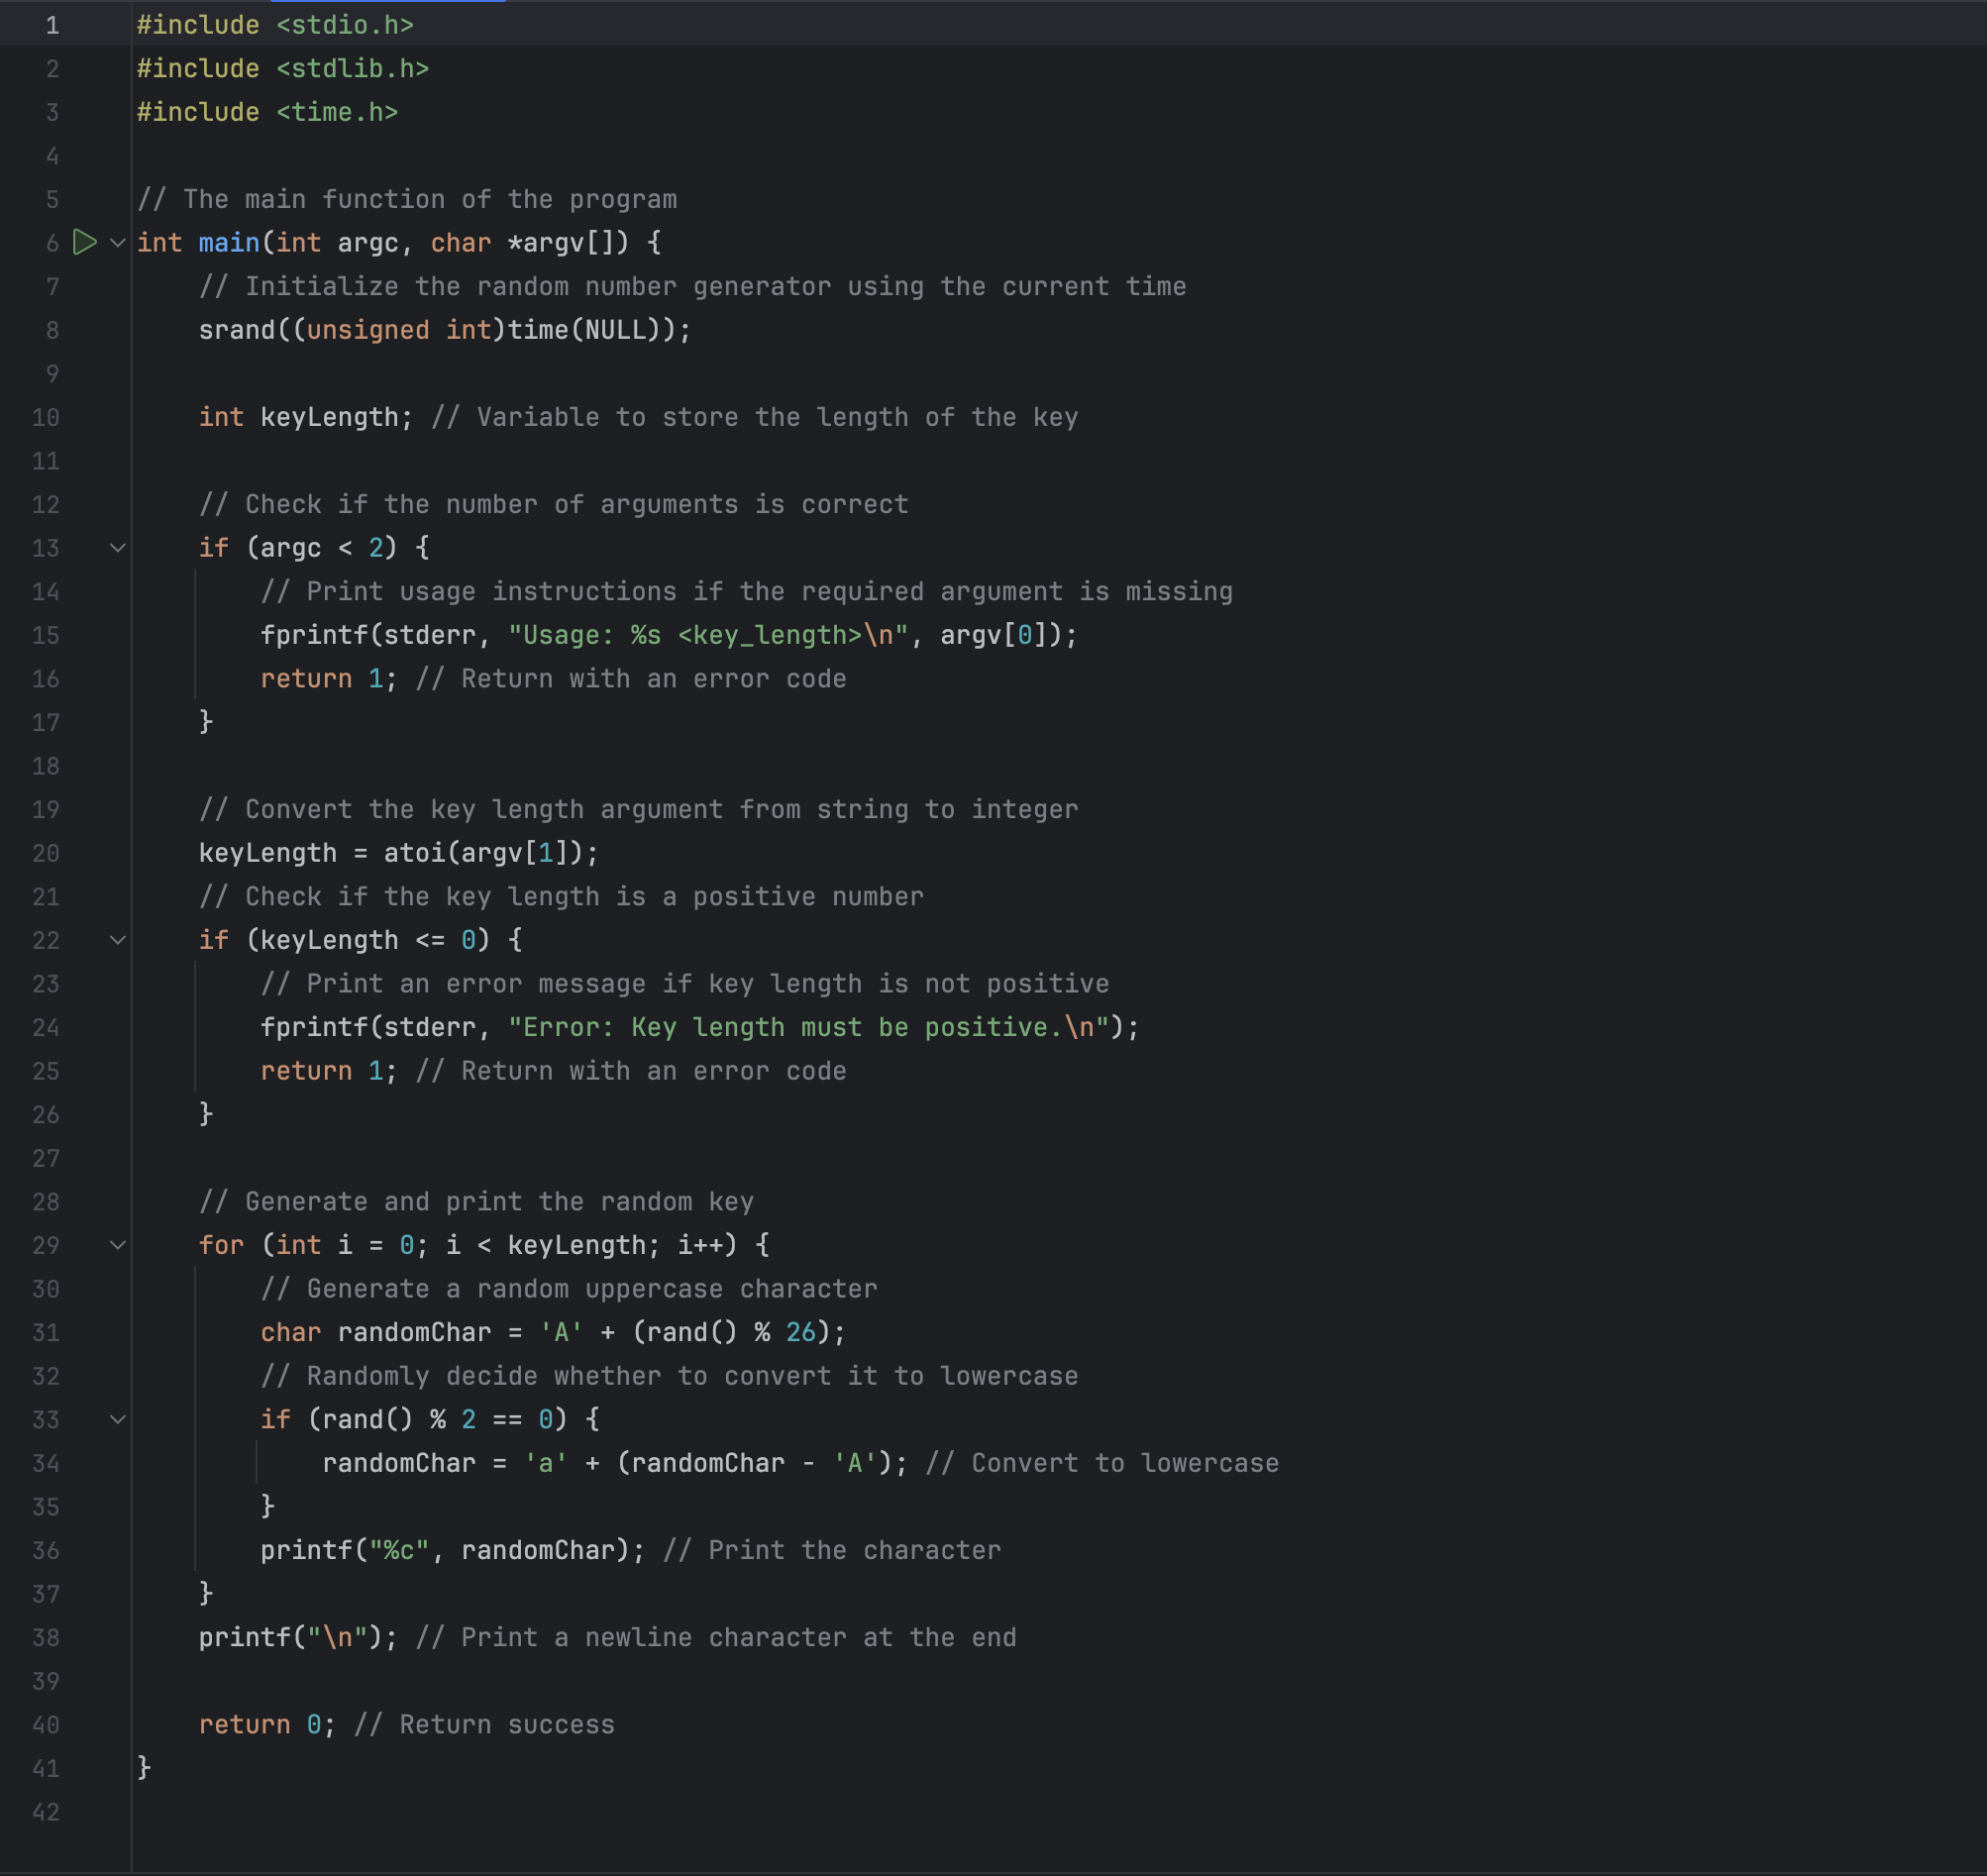 1 #include <stdio.h>
2 #include <stdlib.h>
3 #include <time.h>
4
5 // The main function of the program
6 int main(int argc, char *argv[]) {
7     // Initialize the random number generator using the current time
8     srand((unsigned int)time(NULL));
9
10     int keyLength; // Variable to store the length of the key
11
12     // Check if the number of arguments is correct
13     if (argc < 2) {
14         // Print usage instructions if the required argument is missing
15         fprintf(stderr, "Usage: %s <key_length>\n", argv[0]);
16         return 1; // Return with an error code
17     }
18
19     // Convert the key length argument from string to integer
20     keyLength = atoi(argv[1]);
21     // Check if the key length is a positive number
22     if (keyLength <= 0) {
23         // Print an error message if key length is not positive
24         fprintf(stderr, "Error: Key length must be positive.\n");
25         return 1; // Return with an error code
26     }
27
28     // Generate and print the random key
29     for (int i = 0; i < keyLength; i++) {
30         // Generate a random uppercase character
31         char randomChar = 'A' + (rand() % 26);
32         // Randomly decide whether to convert it to lowercase
33         if (rand() % 2 == 0) {
34             randomChar = 'a' + (randomChar - 'A'); // Convert to lowercase
35         }
36         printf("%c", randomChar); // Print the character
37     }
38     printf("\n"); // Print a newline character at the end
39
40     return 0; // Return success
41 }
42